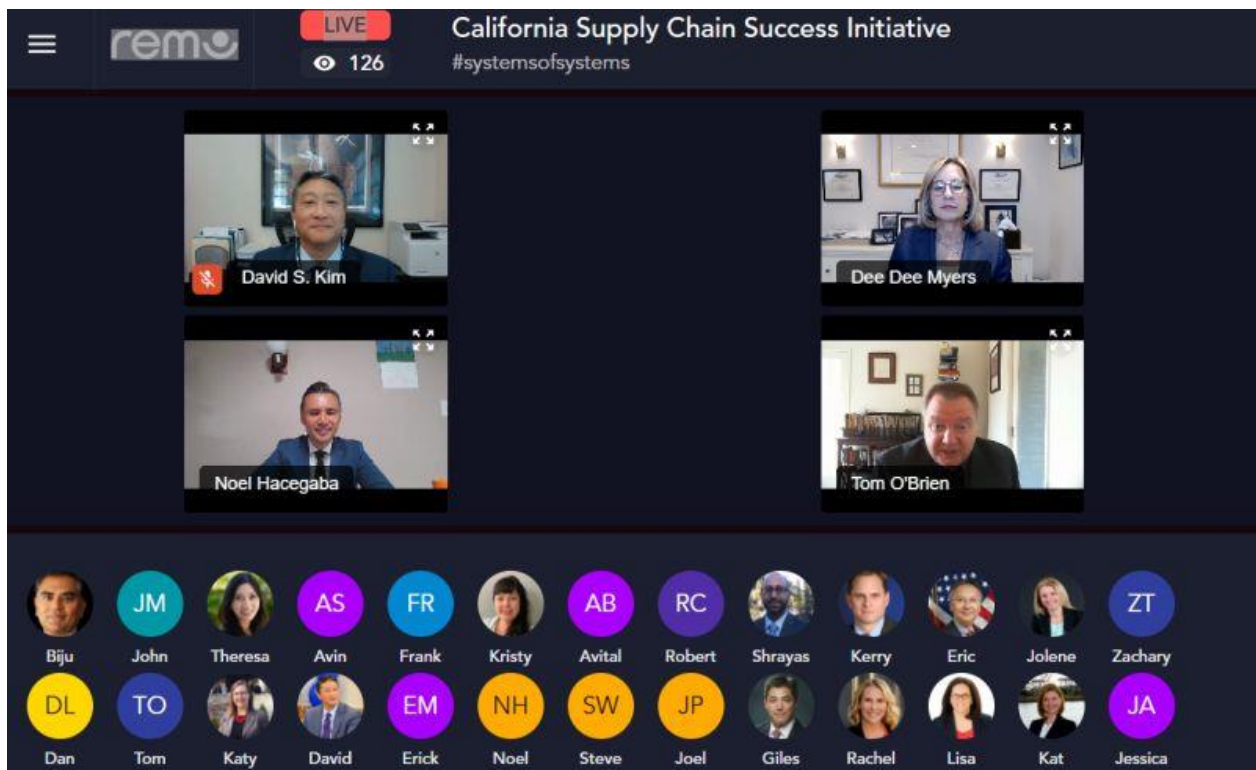 remo
LIVE
126
California Supply Chain Success Initiative
#systemsofsystems
David S. Kim
Dee Dee Myers
Noel Hacegaba
Tom O'Brien
JM
AS
FR
AB
RC
ZT
Biju
John
Theresa
Avin
Frank
Kristy
Avital
Robert
Shrayas
Kerry
Eric
Jolene
Zachary
DL
TO
EM
NH
SW
JP
JA
Dan
Tom
Katy
David
Erick
Noel
Steve
Joel
Giles
Rachel
Lisa
Kat
Jessica